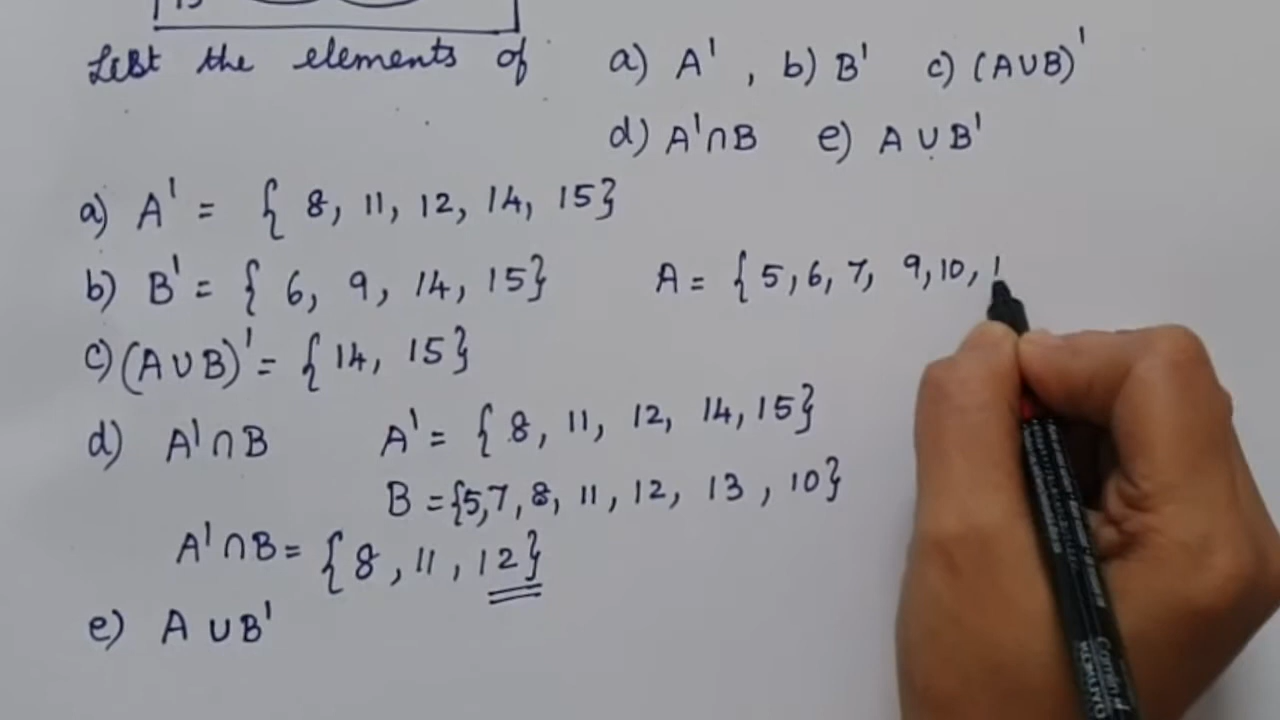 15
List the elements of a) A' , b) B' c) (A∪B)'
d) A'∩B e) A ∪ B'
a) A' = { 8, 11, 12, 14, 15}
b) B' = { 6, 9, 14, 15} A = { 5, 6, 7, 9, 10, 1
c) (A∪B)' = { 14, 15}
d) A'∩B A' = { 8, 11, 12, 14, 15}
B = {5,7, 8, 11, 12, 13, 10}
A'∩B = { 8, 11, 12}
e) A ∪B'